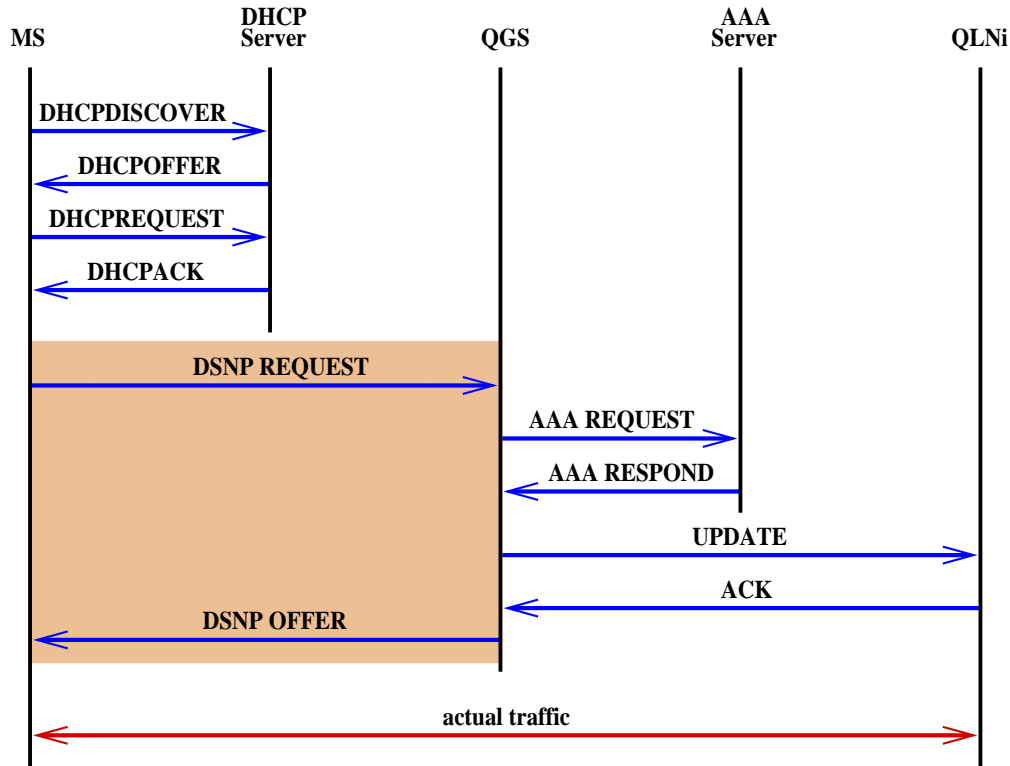 MS
DHCP
Server
QGS
AAA
Server
QLNi
DHCPDISCOVER
DHCPOFFER
DHCPREQUEST
DHCPACK
DSNP REQUEST
AAA REQUEST
AAA RESPOND
UPDATE
ACK
DSNP OFFER
actual traffic